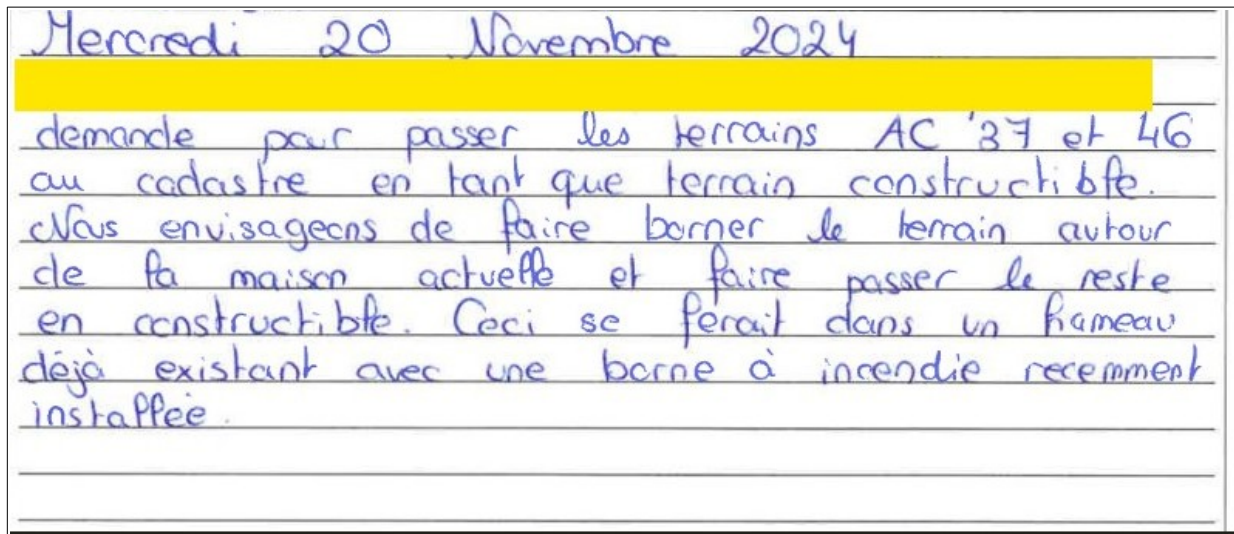 Mercredi 20 Novembre 2024
demande pour passer les terrains AC '37 et 46
au cadastre en tant que terrain constructible.
Nous envisageons de faire borner le terrain autour
de la maison actuelle et faire passer le reste
en constructible. Ceci se ferait dans un hameau
déjà existant avec une borne à incendie recemment
installée.